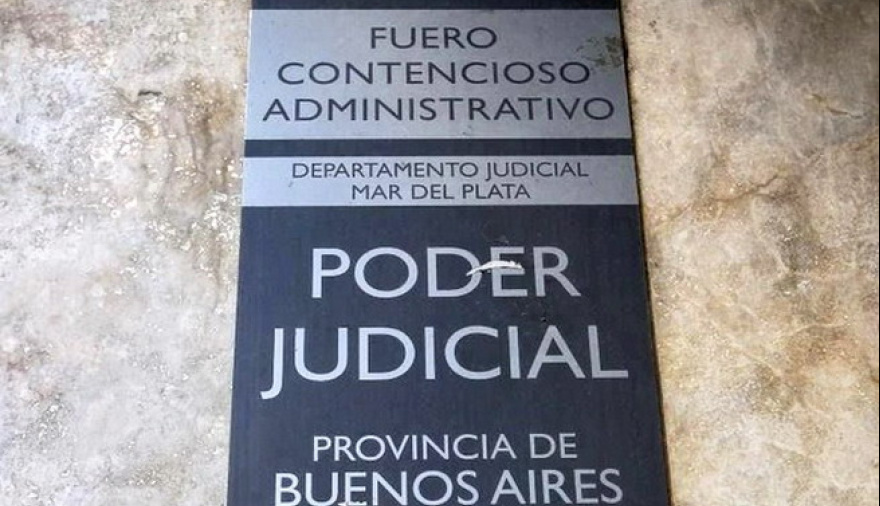 FUERO
CONTENCIOSO
ADMINISTRATIVO
DEPARTAMENTO JUDICIAL
MAR DEL PLATA
PODER
JUDICIAL
PROVINCIA DE
BUENOS AIRES